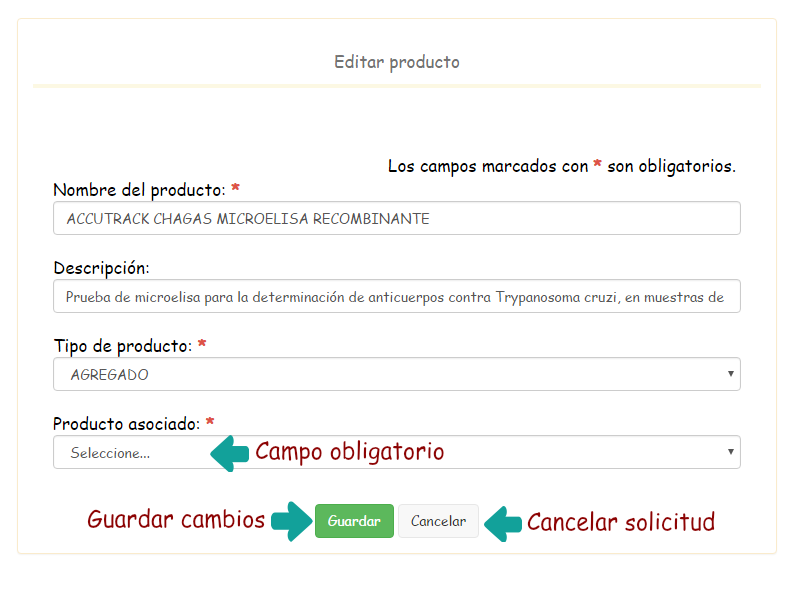 Editar producto
Los campos marcados con * son obligatorios.
Nombre del producto: *
ACCUTRACK CHAGAS MICROELISA RECOMBINANTE
Descripción:
Prueba de microelisa para la determinación de anticuerpos contra Trypanosoma cruzi, en muestras de
Tipo de producto: *
AGREGADO
Producto asociado: *
Seleccione... Campo obligatorio
Guardar cambios Guardar Cancelar Cancelar solicitud